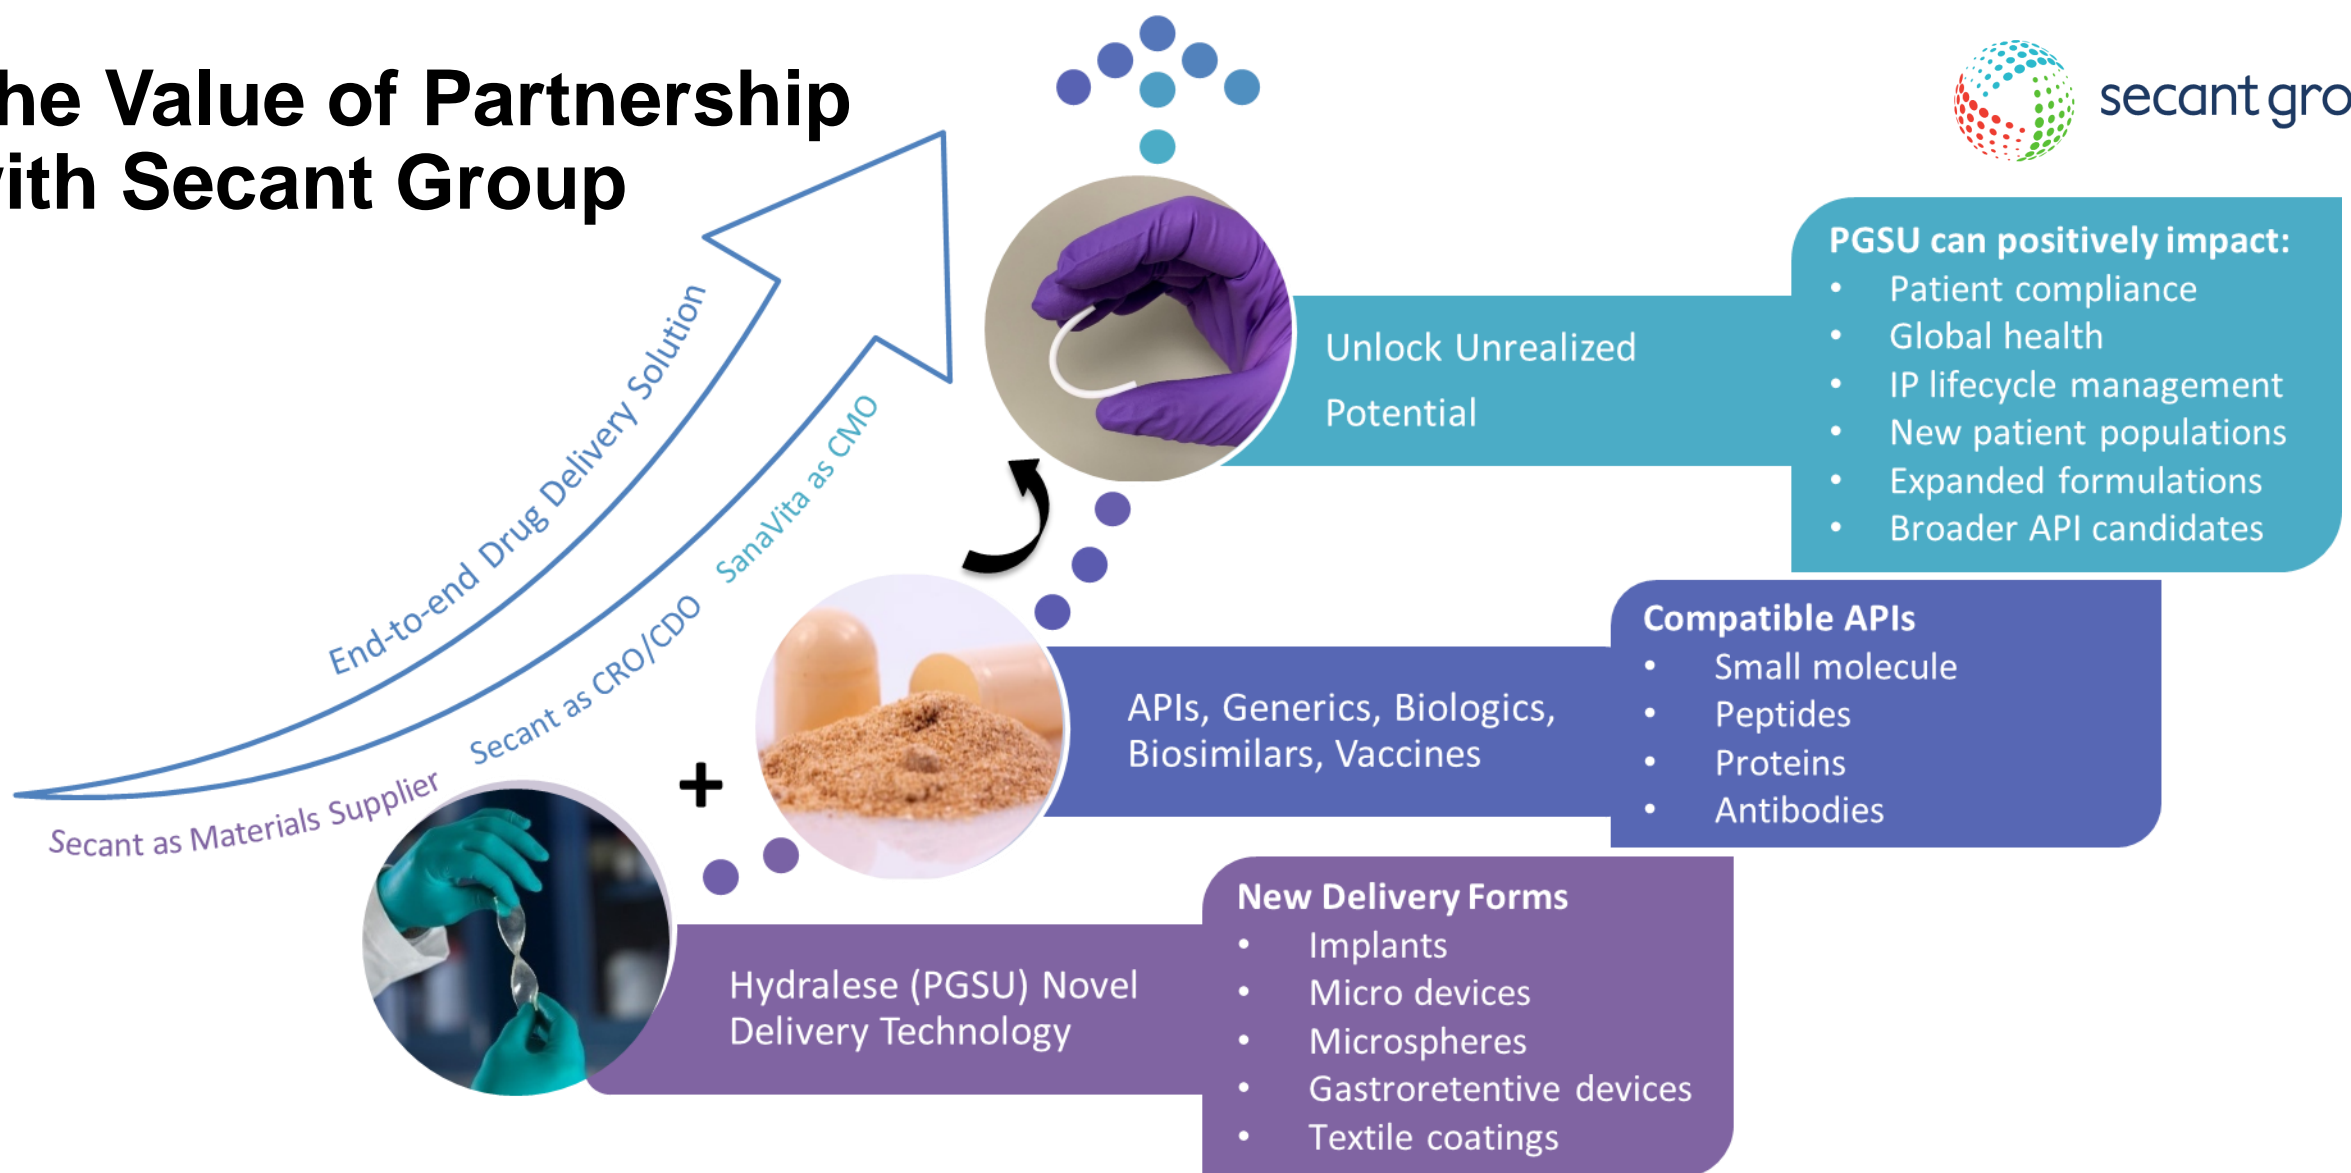 he Value of Partnership
ith Secant Group
secant gro
End-to-end Drug Delivery Solution
Secant as Materials Supplier
Secant as CRO/CDO
SanaVita as CMO
Unlock Unrealized
Potential
PGSU can positively impact:
• Patient compliance
• Global health
• IP lifecycle management
• New patient populations
• Expanded formulations
• Broader API candidates
+
APIs, Generics, Biologics,
Biosimilars, Vaccines
Compatible APIs
• Small molecule
• Peptides
• Proteins
• Antibodies
Hydralese (PGSU) Novel
Delivery Technology
New Delivery Forms
• Implants
• Micro devices
• Microspheres
• Gastroretentive devices
• Textile coatings